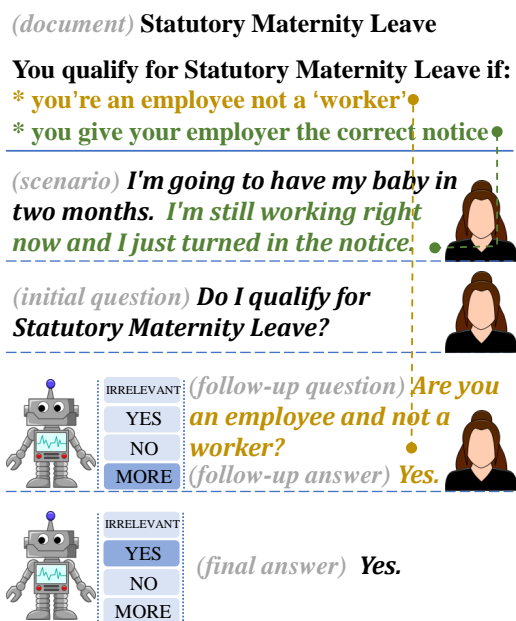 (document) Statutory Maternity Leave
You qualify for Statutory Maternity Leave if:
* you're an employee not a 'worker'
* you give your employer the correct notice
(scenario) I'm going to have my baby in
two months. I'm still working right
now and I just turned in the notice.
(initial question) Do I qualify for
Statutory Maternity Leave?
IRRELEVANT
YES
NO
MORE
(follow-up question) Are you
an employee and not a
worker?
(follow-up answer) Yes.
IRRELEVANT
YES
NO
MORE
(final answer) Yes.